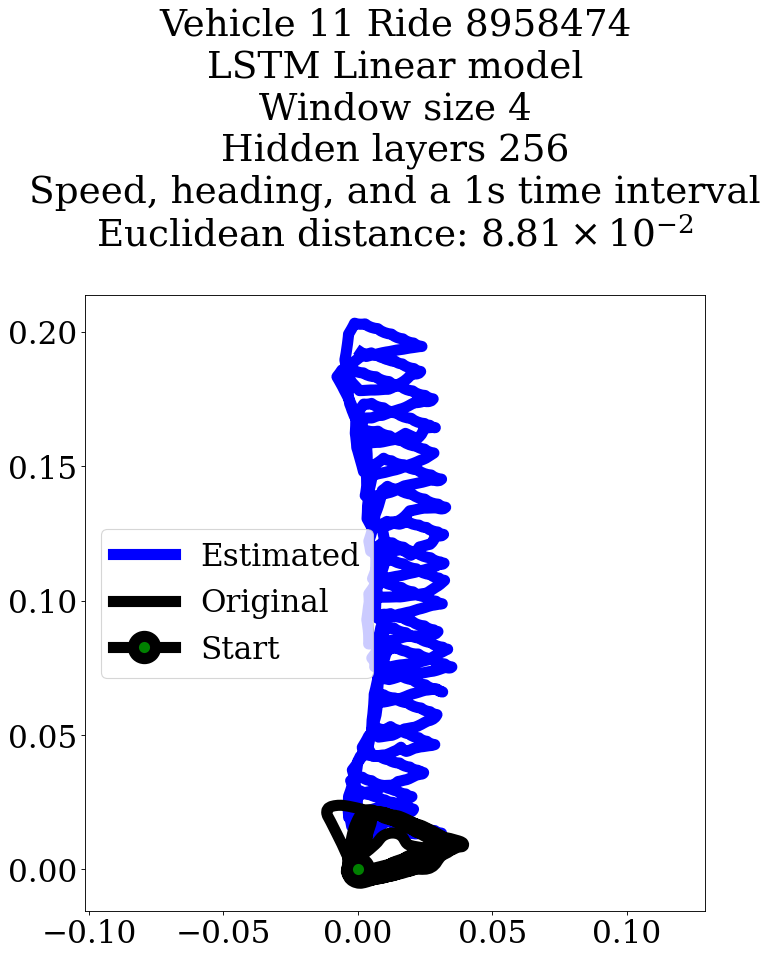 Vehicle 11 Ride 8958474
LSTM Linear model
Window size 4
Hidden layers 256
Speed, heading, and a 1s time interval
Euclidean distance: 8.81 × 10⁻²
0.20
0.15
Estimated
0.10
Original
Start
0.05
0.00
−0.10 −0.05 0.00 0.05 0.10